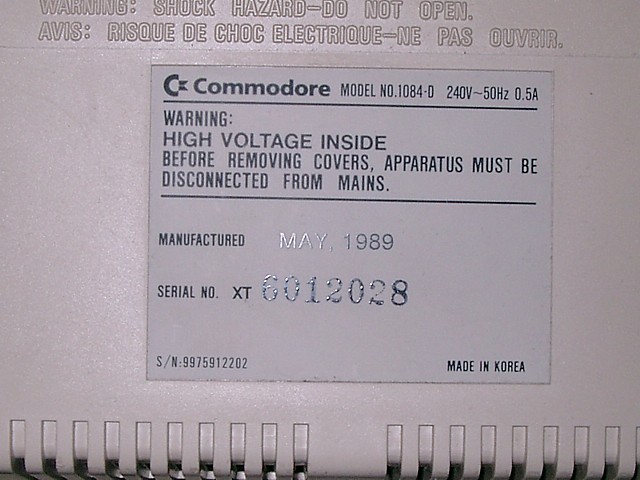 WARNING: SHOCK HAZARD-DO NOT OPEN.
AVIS: RISQUE DE CHOC ELECTRIQUE-NE PAS OUVRIR.
Commodore MODEL NO.1084-D 240V~50Hz 0.5A
WARNING:
HIGH VOLTAGE INSIDE
BEFORE REMOVING COVERS, APPARATUS MUST BE
DISCONNECTED FROM MAINS.
MANUFACTURED MAY, 1989
SERIAL NO. XT 6012028
S/N:9975912202 MADE IN KOREA